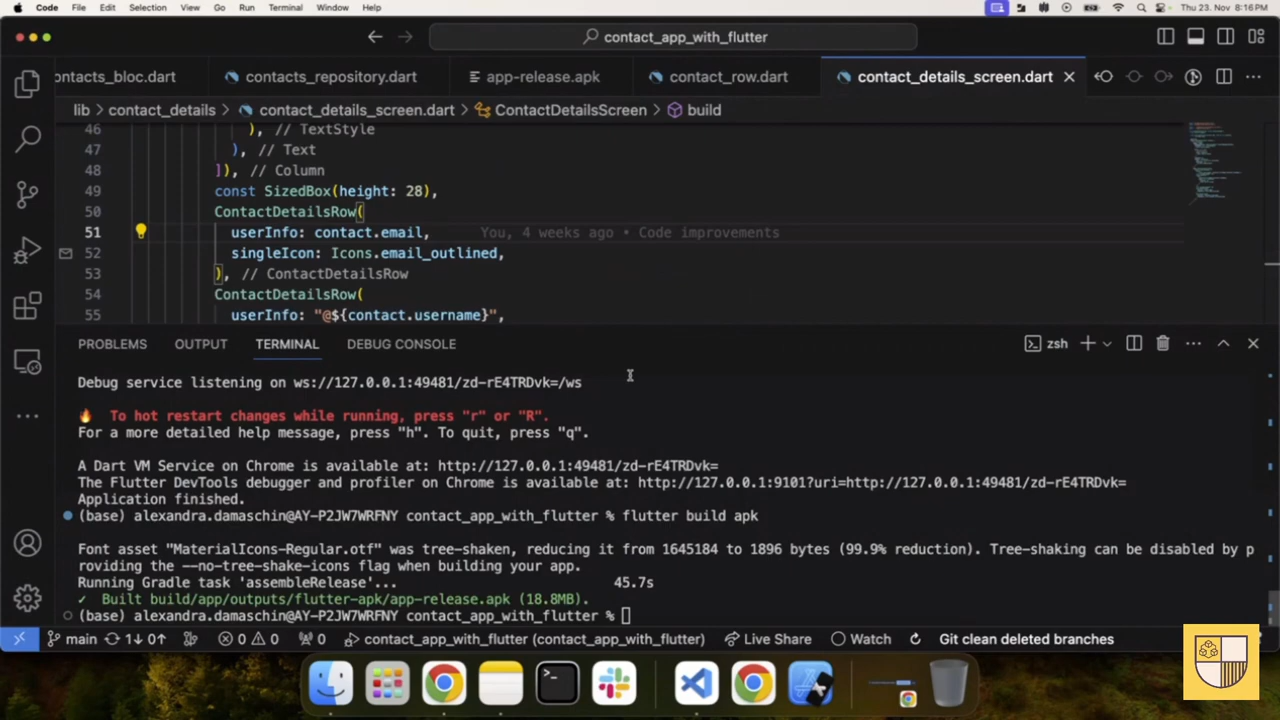 Code File Edit Selection View Go Run Terminal Window Help Thu 23. Nov 8:16 PM
contact_app_with_flutter
ontacts_bloc.dart contacts_repository.dart app-release.apk contact_row.dart contact_details_screen.dart
lib > contact_details > contact_details_screen.dart > ContactDetailsScreen > build
46 ), // TextStyle
47 ), // Text
48 ]), // Column
49 const SizedBox(height: 28),
50 ContactDetailsRow(
51 userInfo: contact.email, You, 4 weeks ago • Code improvements
52 singleIcon: Icons.email_outlined,
53 ), // ContactDetailsRow
54 ContactDetailsRow(
55 userInfo: "@${contact.username}",
PROBLEMS OUTPUT TERMINAL DEBUG CONSOLE zsh
Debug service listening on ws://127.0.0.1:49481/zd-rE4TRDvk=/ws
🔥 To hot restart changes while running, press "r" or "R".
For a more detailed help message, press "h". To quit, press "q".
A Dart VM Service on Chrome is available at: http://127.0.0.1:49481/zd-rE4TRDvk=
The Flutter DevTools debugger and profiler on Chrome is available at: http://127.0.0.1:9101?uri=http://127.0.0.1:49481/zd-rE4TRDvk=
Application finished.
(base) alexandra.damaschin@AY-P2JW7WRFNY contact_app_with_flutter % flutter build apk
Font asset "MaterialIcons-Regular.otf" was tree-shaken, reducing it from 1645184 to 1896 bytes (99.9% reduction). Tree-shaking can be disabled by p
roviding the --no-tree-shake-icons flag when building your app.
Running Gradle task 'assembleRelease'... 45.7s
✓ Built build/app/outputs/flutter-apk/app-release.apk (18.8MB).
(base) alexandra.damaschin@AY-P2JW7WRFNY contact_app_with_flutter %
main 1↓ 0↑ 0 0 0 contact_app_with_flutter (contact_app_with_flutter) Live Share Watch Git clean deleted branches